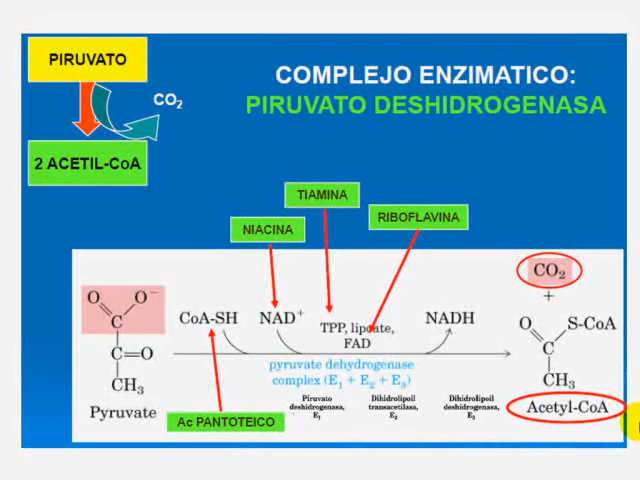 PIRUVATO
CO₂
2 ACETIL-CoA
COMPLEJO ENZIMATICO:
PIRUVATO DESHIDROGENASA
TIAMINA
NIACINA
RIBOFLAVINA
CO₂
+
O O⁻
C
C=O
CH₃
Pyruvate
CoA-SH
NAD⁺
TPP, lipoate,
FAD
NADH
pyruvate dehydrogenase
complex (E₁ + E₂ + E₃)
O S-CoA
C
CH₃
Acetyl-CoA
Ac PANTOTEICO
Piruvato
deshidrogenasa,
E₁
Dihidrolipoil
transacetilasa,
E₂
Dihidrolipoil
deshidrogenasa,
E₃